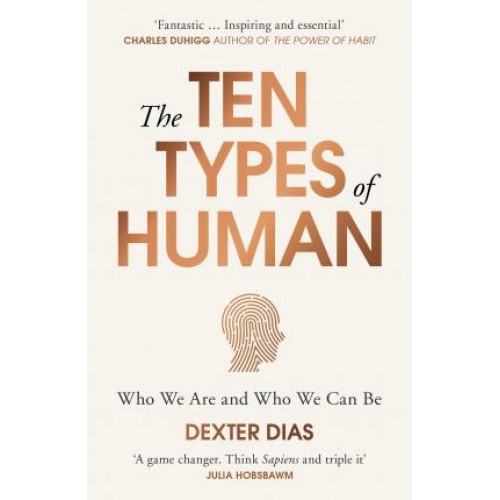 ‘Fantastic … Inspiring and essential’
CHARLES DUHIGG AUTHOR OF THE POWER OF HABIT
The TEN
TYPES of
HUMAN
Who We Are and Who We Can Be
DEXTER DIAS
‘A game changer. Think Sapiens and triple it’
JULIA HOBSBAWM